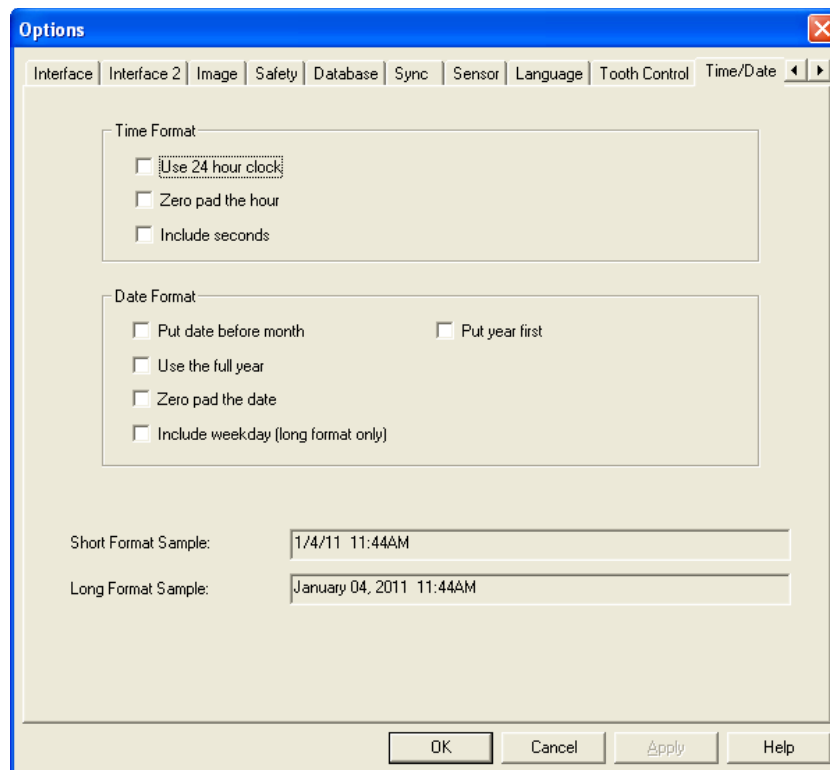 Options
Interface Interface 2 Image Safety Database Sync Sensor Language Tooth Control Time/Date
Time Format
Use 24 hour clock
Zero pad the hour
Include seconds
Date Format
Put date before month Put year first
Use the full year
Zero pad the date
Include weekday (long format only)
Short Format Sample: 1/4/11 11:44AM
Long Format Sample: January 04, 2011 11:44AM
OK Cancel Apply Help